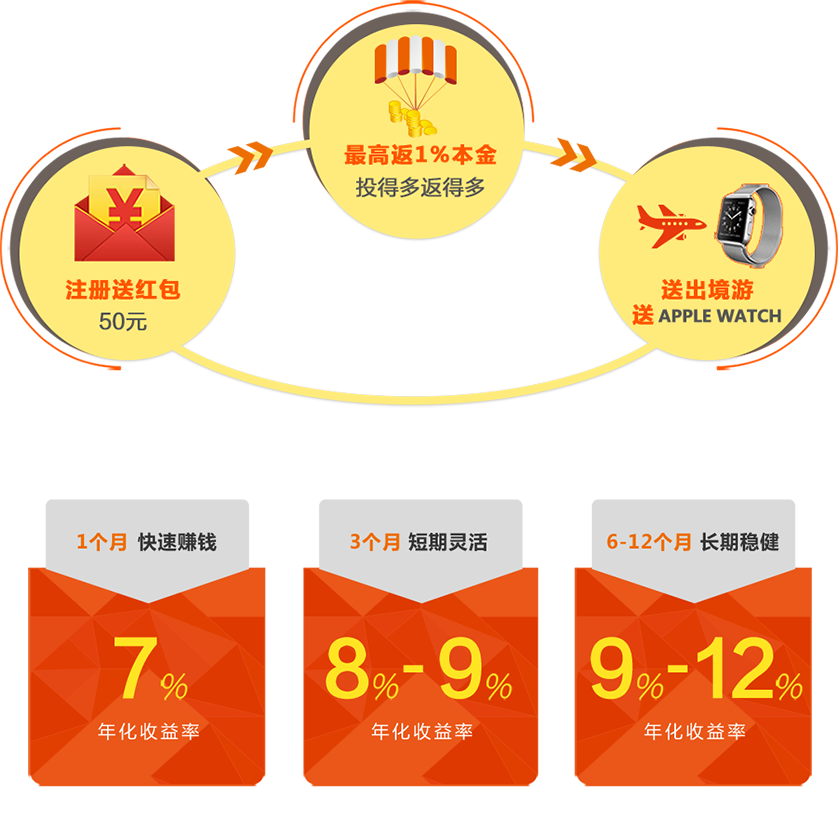 最高返1%本金
投得多返得多
¥
注册送红包
50元
送出境游
送 APPLE WATCH
1个月 快速赚钱
7%
年化收益率
3个月 短期灵活
8%-9%
年化收益率
6-12个月 长期稳健
9%-12%
年化收益率